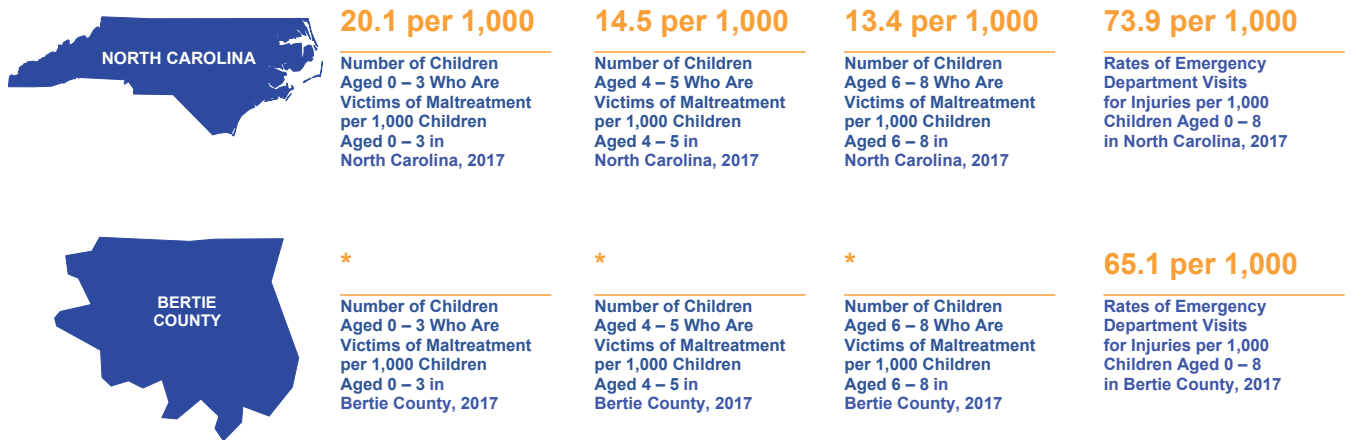 NORTH CAROLINA
20.1 per 1,000
Number of Children
Aged 0 – 3 Who Are
Victims of Maltreatment
per 1,000 Children
Aged 0 – 3 in
North Carolina, 2017
14.5 per 1,000
Number of Children
Aged 4 – 5 Who Are
Victims of Maltreatment
per 1,000 Children
Aged 4 – 5 in
North Carolina, 2017
13.4 per 1,000
Number of Children
Aged 6 – 8 Who Are
Victims of Maltreatment
per 1,000 Children
Aged 6 – 8 in
North Carolina, 2017
73.9 per 1,000
Rates of Emergency
Department Visits
for Injuries per 1,000
Children Aged 0 – 8
in North Carolina, 2017
BERTIE
COUNTY
*
Number of Children
Aged 0 – 3 Who Are
Victims of Maltreatment
per 1,000 Children
Aged 0 – 3 in
Bertie County, 2017
*
Number of Children
Aged 4 – 5 Who Are
Victims of Maltreatment
per 1,000 Children
Aged 4 – 5 in
Bertie County, 2017
*
Number of Children
Aged 6 – 8 Who Are
Victims of Maltreatment
per 1,000 Children
Aged 6 – 8 in
Bertie County, 2017
65.1 per 1,000
Rates of Emergency
Department Visits
for Injuries per 1,000
Children Aged 0 – 8
in Bertie County, 2017